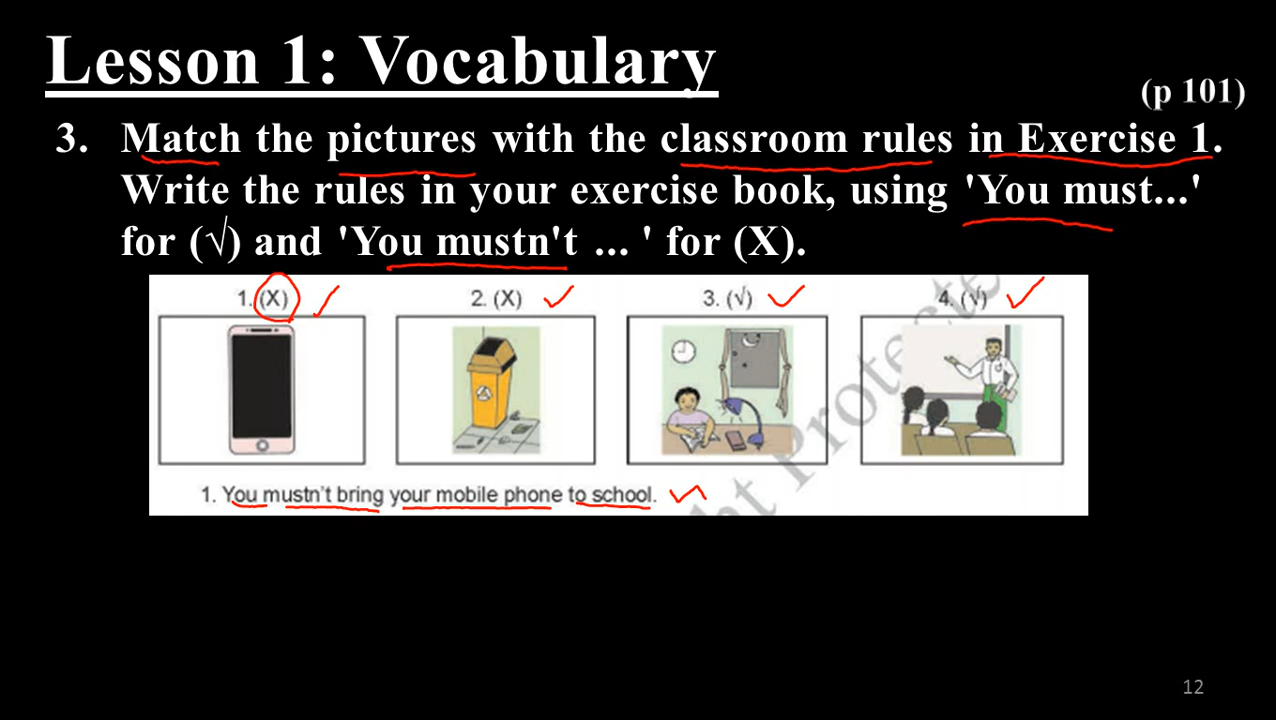 Lesson 1: Vocabulary
(p 101)
3. Match the pictures with the classroom rules in Exercise 1.
Write the rules in your exercise book, using 'You must...'
for (√) and 'You mustn't ... ' for (X).
1. (X) 2. (X) 3. (√) 4. (√)
1. You mustn't bring your mobile phone to school.
12